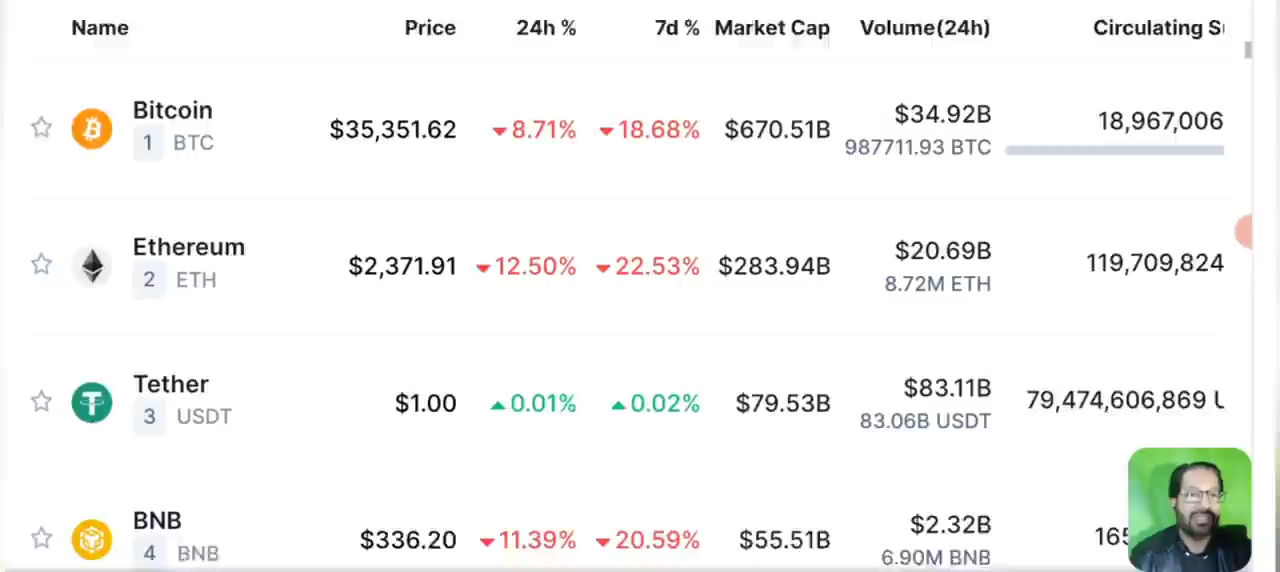 Name Price 24h % 7d % Market Cap Volume(24h) Circulating
Bitcoin
1 BTC
$35,351.62 8.71% 18.68% $670.51B
$34.92B
987711.93 BTC
18,967,006
Ethereum
2 ETH
$2,371.91 12.50% 22.53% $283.94B
$20.69B
8.72M ETH
119,709,824
Tether
3 USDT
$1.00 0.01% 0.02% $79.53B
$83.11B
83.06B USDT
79,474,606,869
BNB
4 BNB
$336.20 11.39% 20.59% $55.51B
$2.32B
6.90M BNB
165